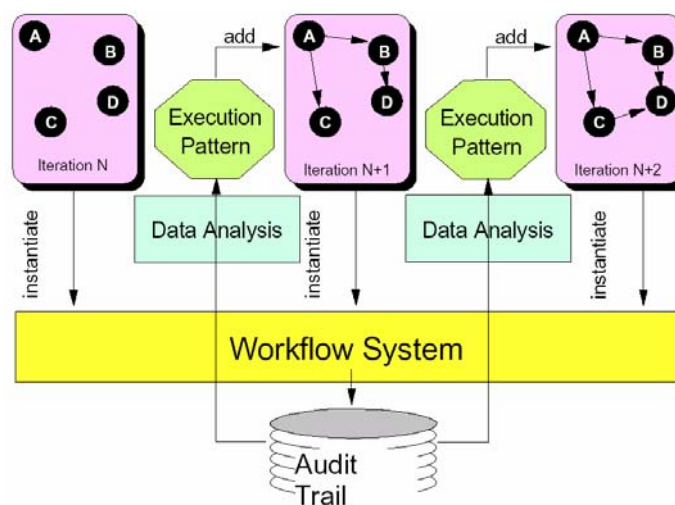 A
B
C
D
Iteration N
instantiate
add
Execution
Pattern
Data Analysis
A
B
C
D
Iteration N+1
instantiate
add
Execution
Pattern
Data Analysis
A
B
C
D
Iteration N+2
instantiate
Workflow System
Audit
Trail